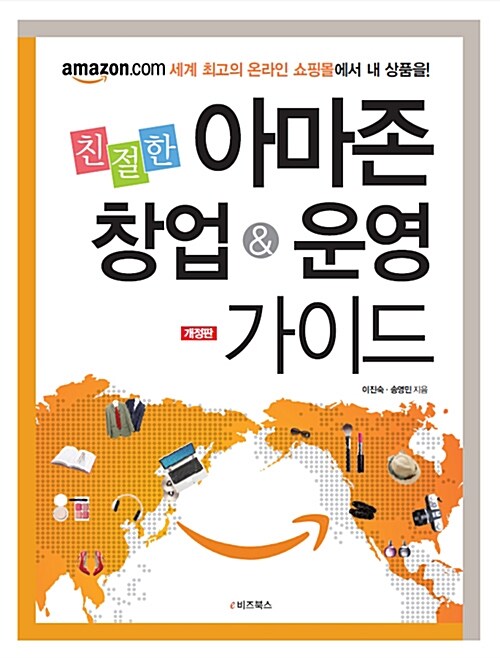 amazon.com 세계 최고의 온라인 쇼핑몰에서 내 상품을!
친절한 아마존
창업 & 운영
개정판 가이드
이진숙 · 송영민 지음
e비즈북스